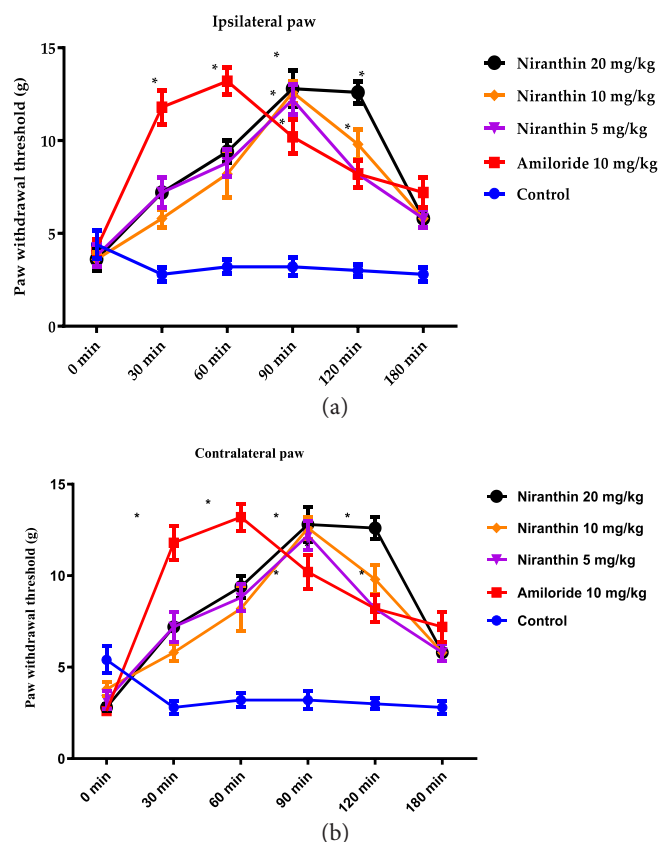 Ipsilateral paw
Paw withdrawal threshold (g)
15
10
5
0
0 min
30 min
60 min
90 min
120 min
180 min
*
*
*
*
*
*
*
Niranthin 20 mg/kg
Niranthin 10 mg/kg
Niranthin 5 mg/kg
Amiloride 10 mg/kg
Control
(a)
Contralateral paw
Paw withdrawal threshold (g)
15
10
5
0
0 min
30 min
60 min
90 min
120 min
180 min
*
*
*
*
*
*
Niranthin 20 mg/kg
Niranthin 10 mg/kg
Niranthin 5 mg/kg
Amiloride 10 mg/kg
Control
(b)